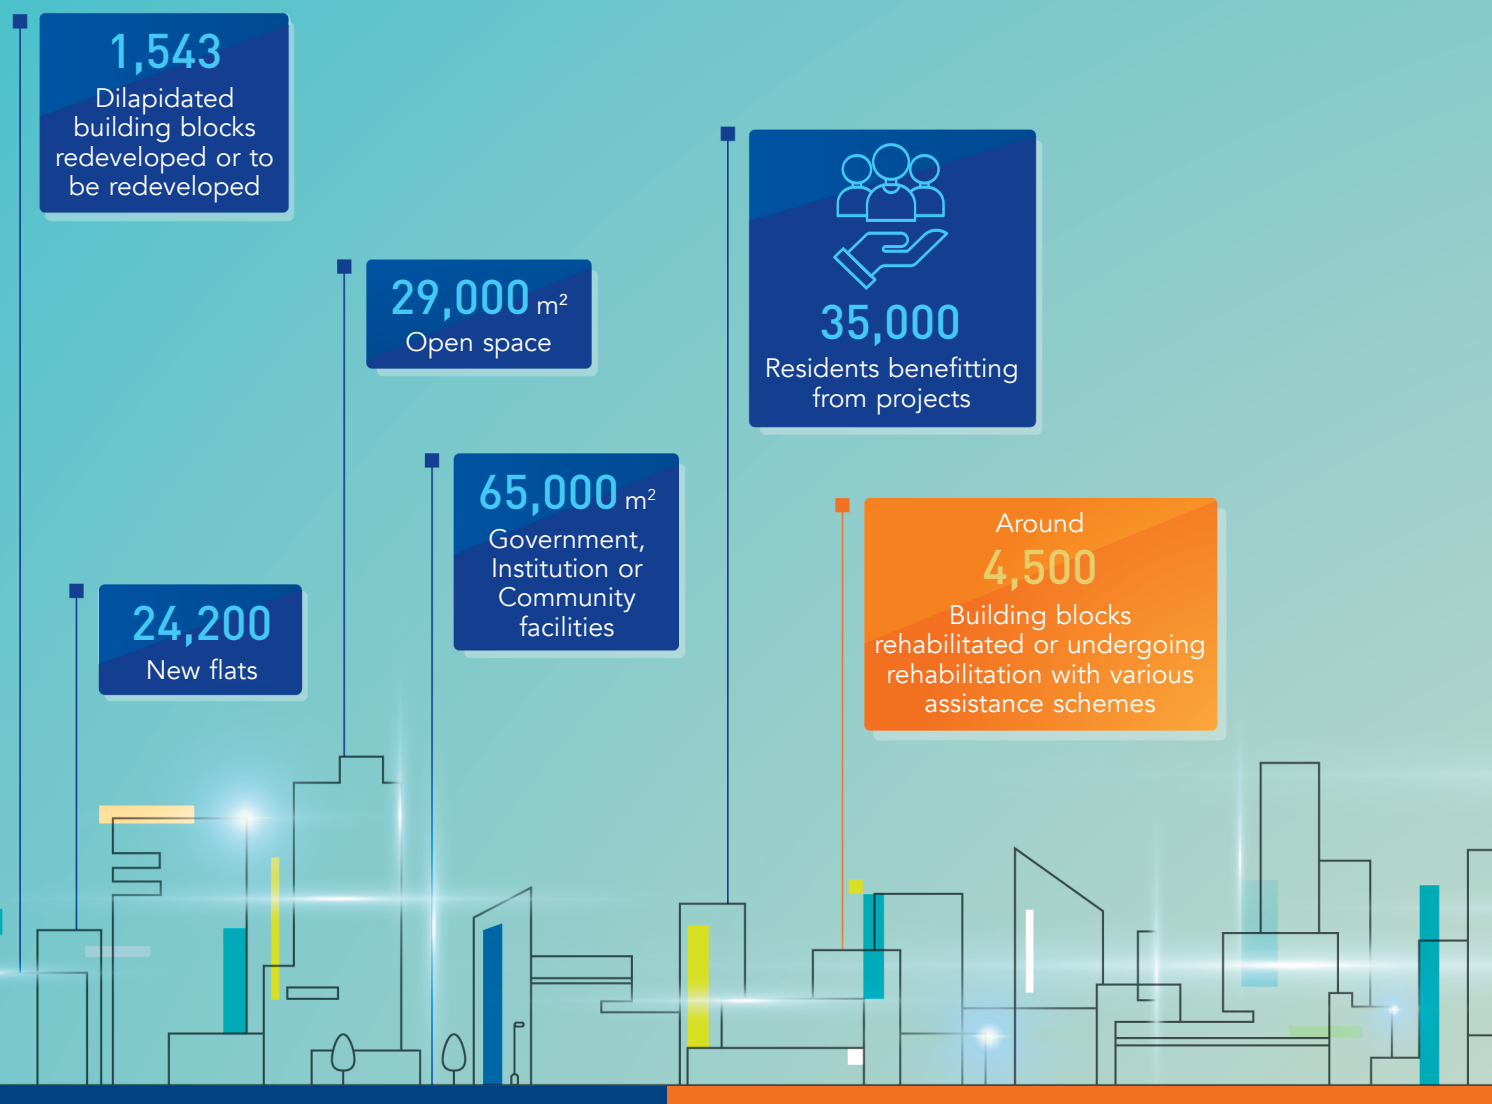 1,543
Dilapidated
building blocks
redeveloped or to
be redeveloped
29,000 m²
Open space
35,000
Residents benefitting
from projects
65,000 m²
Government,
Institution or
Community
facilities
Around
4,500
Building blocks
rehabilitated or undergoing
rehabilitation with various
assistance schemes
24,200
New flats